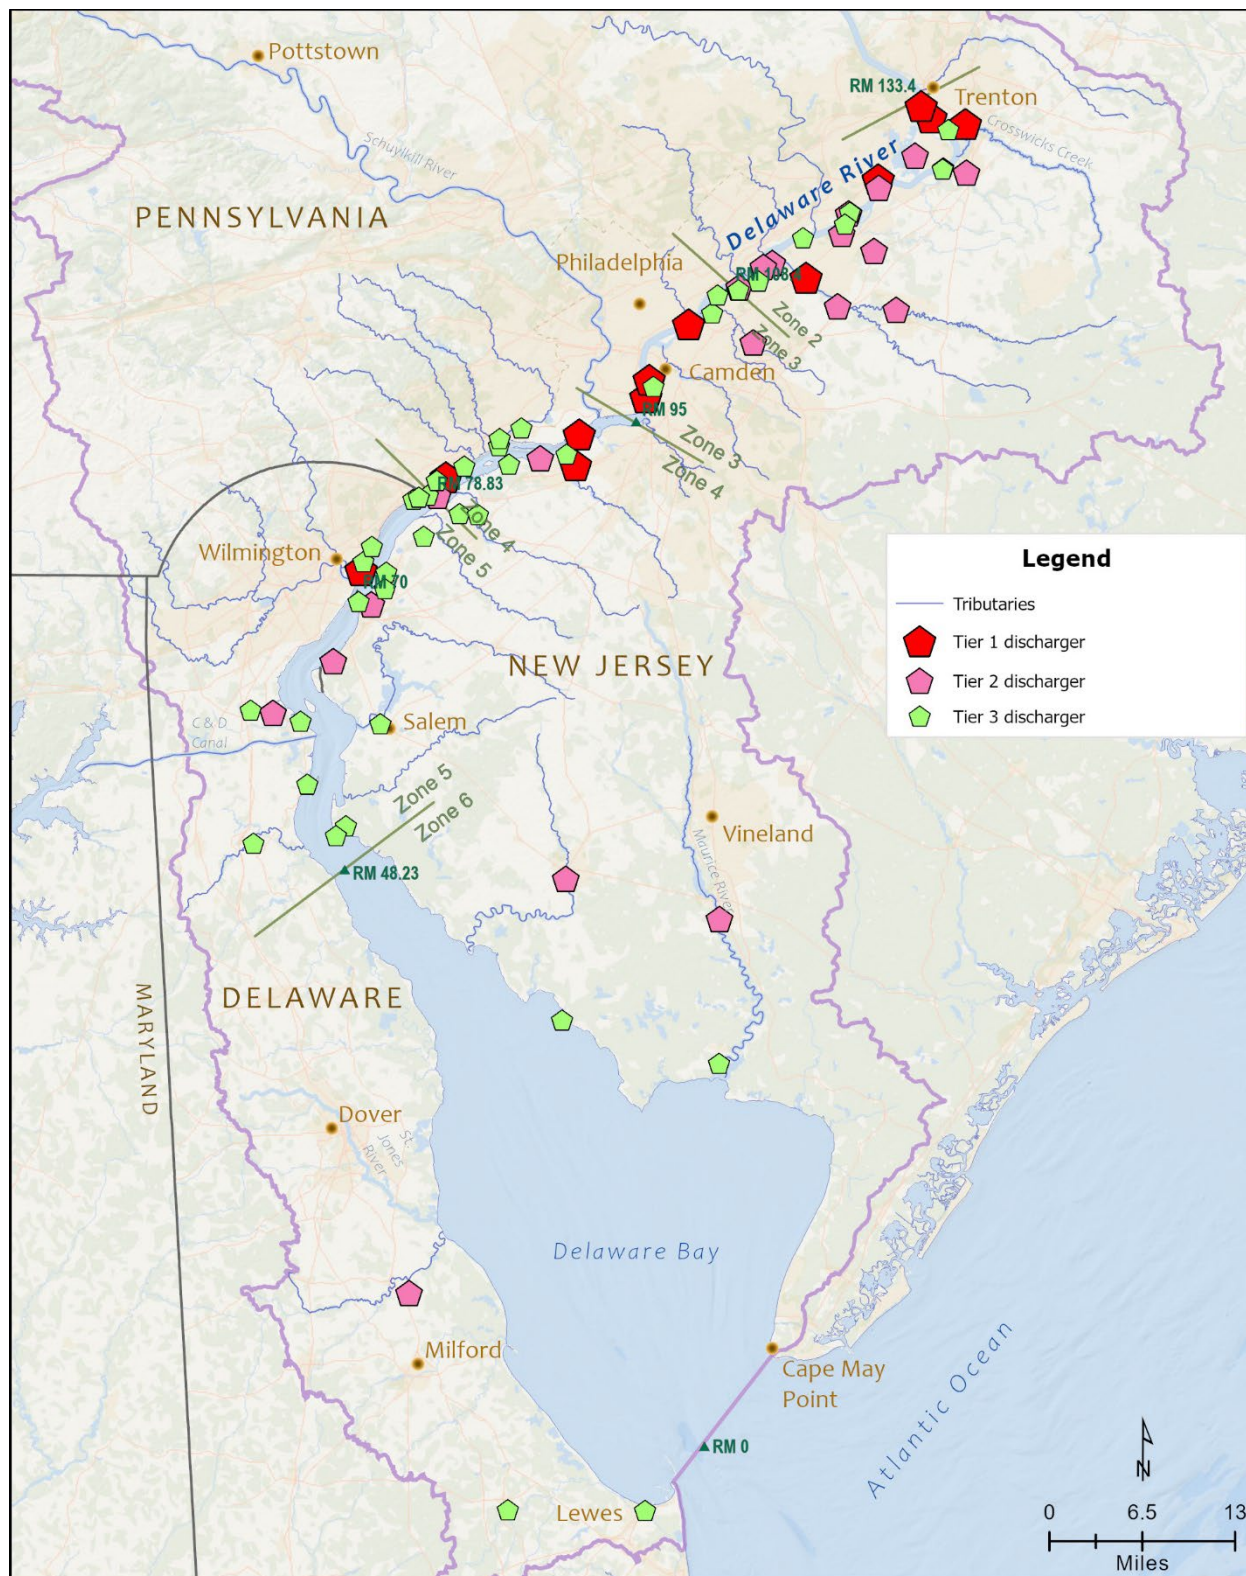 Pottstown
RM 133.4
Trenton
Crosswicks
Creek
Schuylkill
River
Delaware River
PENNSYLVANIA
Philadelphia
Zone 2
Zone 3
Camden
RM 95
Zone 3
Zone 4
RM 78.83
Zone 4
Zone 5
Wilmington
RM 70
Legend
Tributaries
Tier 1 discharger
Tier 2 discharger
Tier 3 discharger
NEW JERSEY
C & D
Canal
Salem
Zone 5
Zone 6
Vineland
Maurice River
RM 48.23
DELAWARE
MARYLAND
Dover
St.
Jones
River
Delaware Bay
Milford
Cape May
Point
Atlantic Ocean
RM 0
N
Lewes
0 6.5 13
Miles